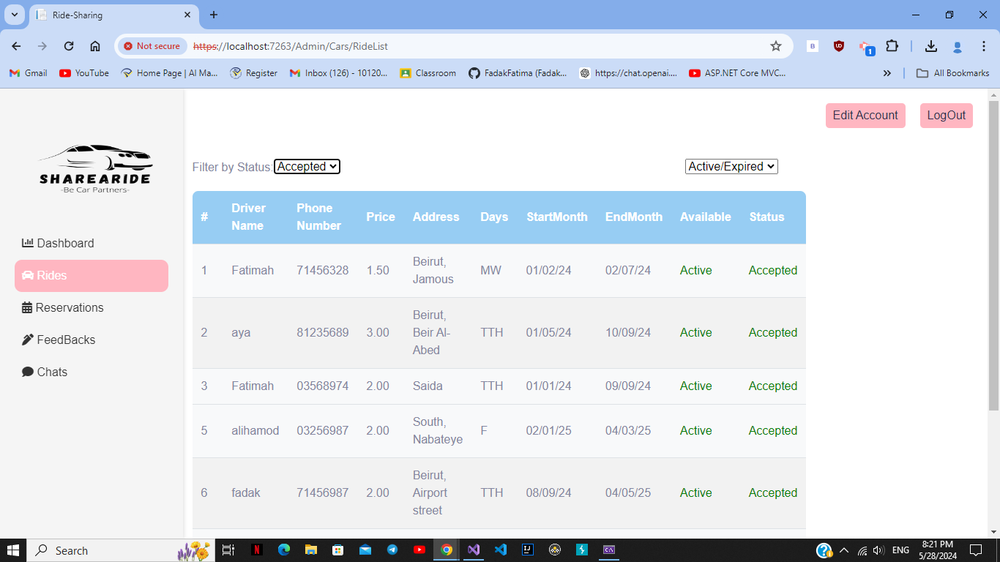 Ride-Sharing
Not secure https://localhost:7263/Admin/Cars/RideList
B UD 1
Gmail YouTube Home Page | Al Ma... Register Inbox (126) - 10120... Classroom FadakFatima (Fadak... https://chat.openai.... ASP.NET Core MVC... All Bookmarks
Edit Account LogOut
SHAREARIDE
-Be Car Partners-
Dashboard
Rides
Reservations
FeedBacks
Chats
Filter by Status: Accepted Active/Expired
# Driver Name Phone Number Price Address Days StartMonth EndMonth Available Status
1 Fatimah 71456328 1.50 Beirut, Jamous MW 01/02/24 02/07/24 Active Accepted
2 aya 81235689 3.00 Beirut, Beir Al-Abed TTH 01/05/24 10/09/24 Active Accepted
3 Fatimah 03568974 2.00 Saida TTH 01/01/24 09/09/24 Active Accepted
5 alihamod 03256987 2.00 South, Nabateye F 02/01/25 04/03/25 Active Accepted
6 fadak 71456987 2.00 Beirut, Airport street TTH 08/09/24 04/05/25 Active Accepted
Search
ENG
8:21 PM
5/28/2024